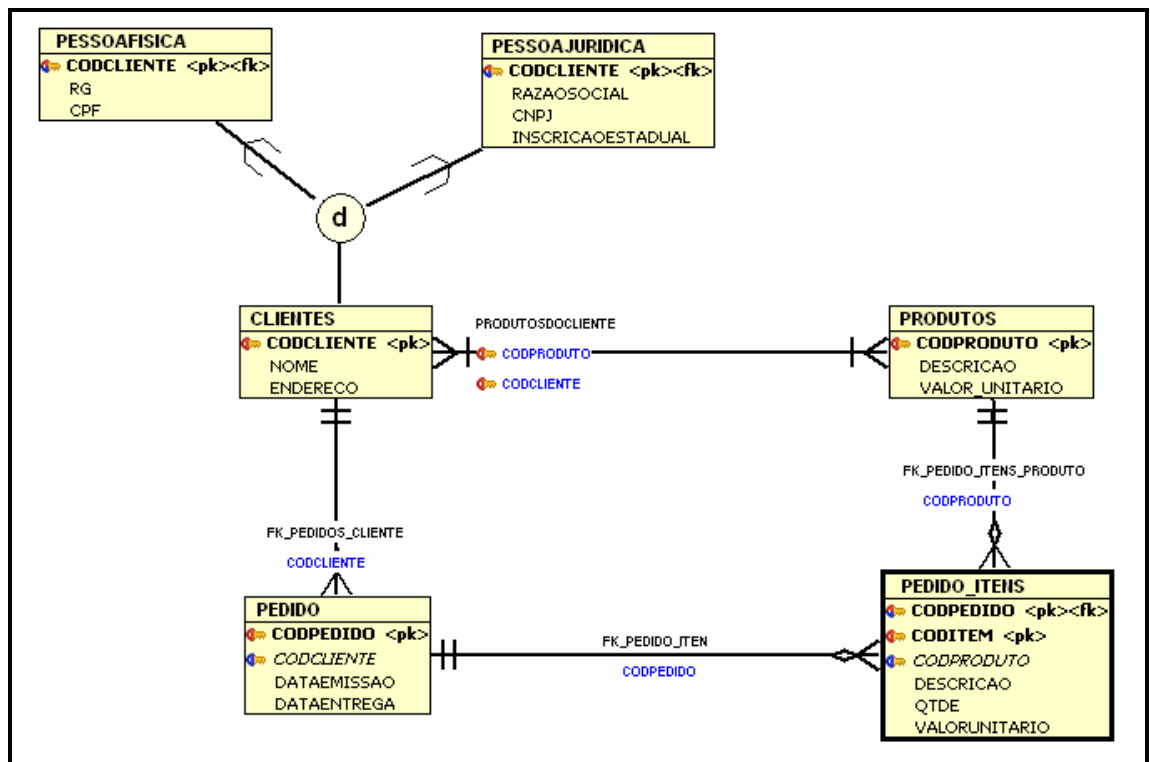 PESSOAFISICA
CODCLIENTE <pk><fk>
RG
CPF
PESSOAJURIDICA
CODCLIENTE <pk><fk>
RAZAOSOCIAL
CNPJ
INSCRICAOESTADUAL
d
CLIENTES
CODCLIENTE <pk>
NOME
ENDERECO
PRODUTOSDOCLIENTE
CODPRODUTO
CODCLIENTE
PRODUTOS
CODPRODUTO <pk>
DESCRICAO
VALOR_UNITARIO
FK_PEDIDO_ITENS_PRODUTO
CODPRODUTO
FK_PEDIDOS_CLIENTE
CODCLIENTE
PEDIDO
CODPEDIDO <pk>
CODCLIENTE
DATAEMISSAO
DATAENTREGA
FK_PEDIDO_ITEN
CODPEDIDO
PEDIDO_ITENS
CODPEDIDO <pk><fk>
CODITEM <pk>
CODPRODUTO
DESCRICAO
QTDE
VALORUNITARIO